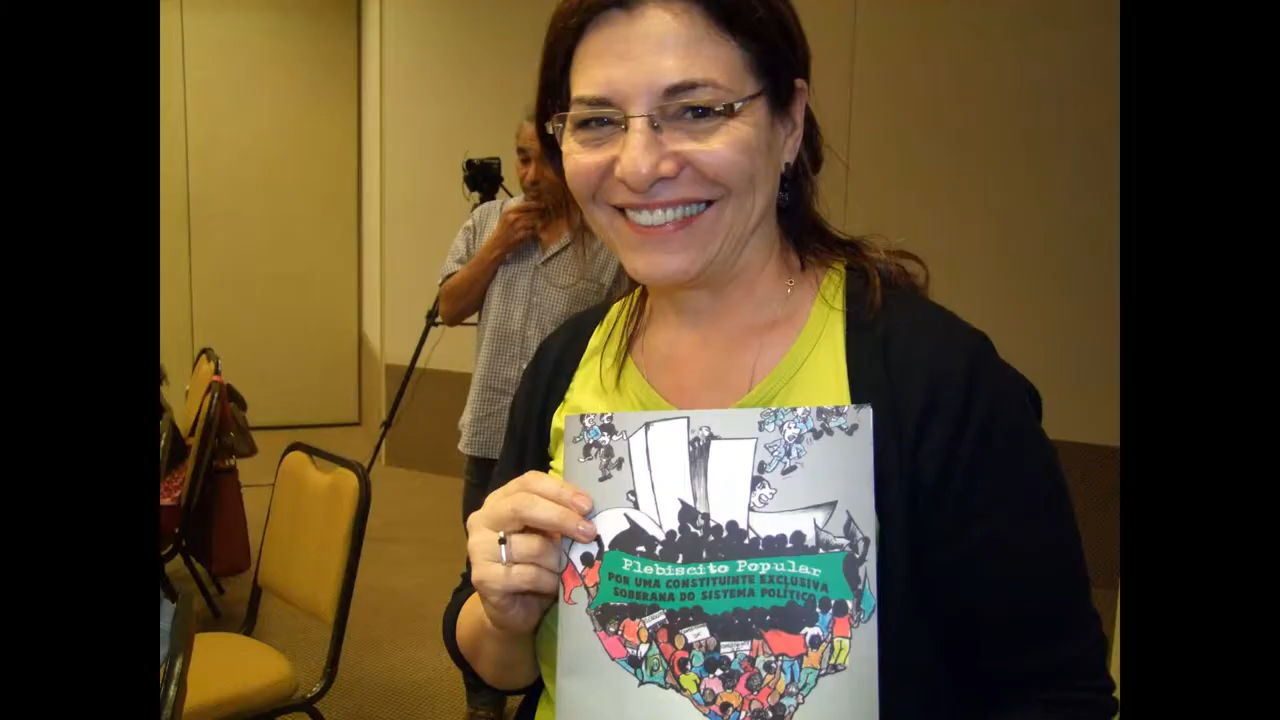 Plebiscito Popular
POR UMA CONSTITUINTE EXCLUSIVA
SOBERANA DO SISTEMA POLÍTICO